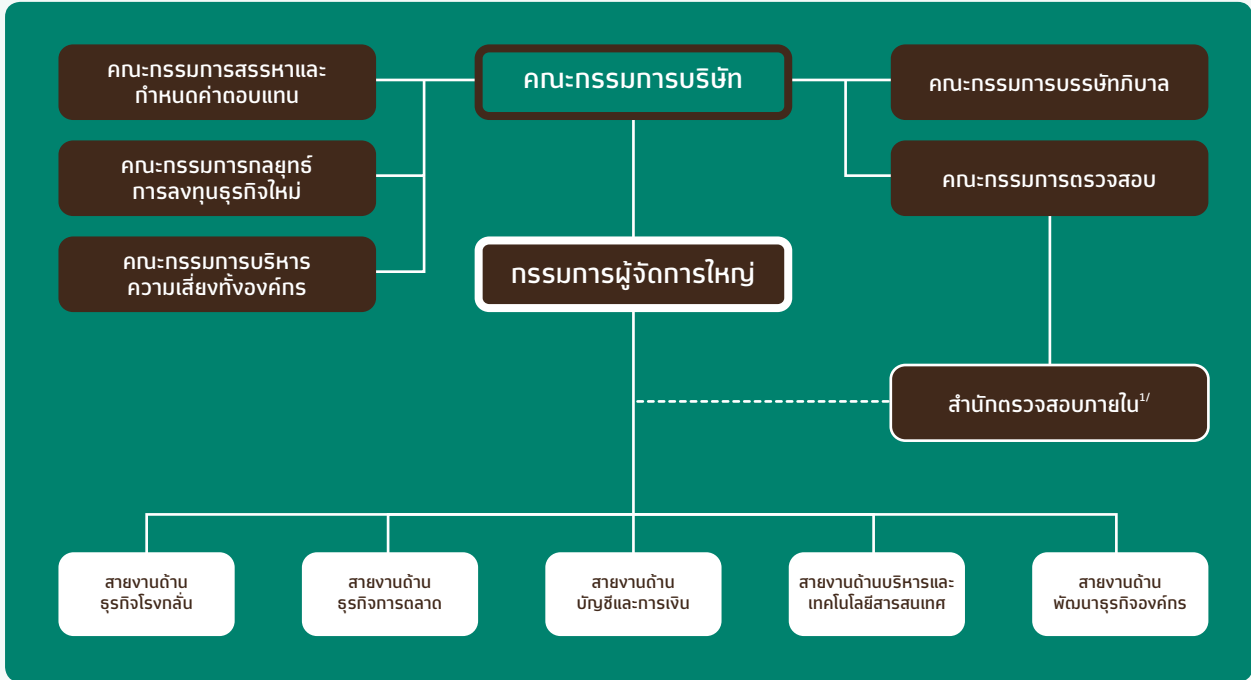 คณะกรรมการสรรหาและ
กำหนดค่าตอบแทน
คณะกรรมการบริษัท
คณะกรรมการบรรษัทภิบาล
คณะกรรมการกลยุทธ์
การลงทุนธุรกิจใหม่
คณะกรรมการตรวจสอบ
คณะกรรมการบริหาร
ความเสี่ยงทั้งองค์กร
กรรมการผู้จัดการใหญ่
สำนักตรวจสอบภายใน1/
สายงานด้าน
ธุรกิจโรงกลั่น
สายงานด้าน
ธุรกิจการตลาด
สายงานด้าน
บัญชีและการเงิน
สายงานด้านบริหารและ
เทคโนโลยีสารสนเทศ
สายงานด้าน
พัฒนาธุรกิจองค์กร